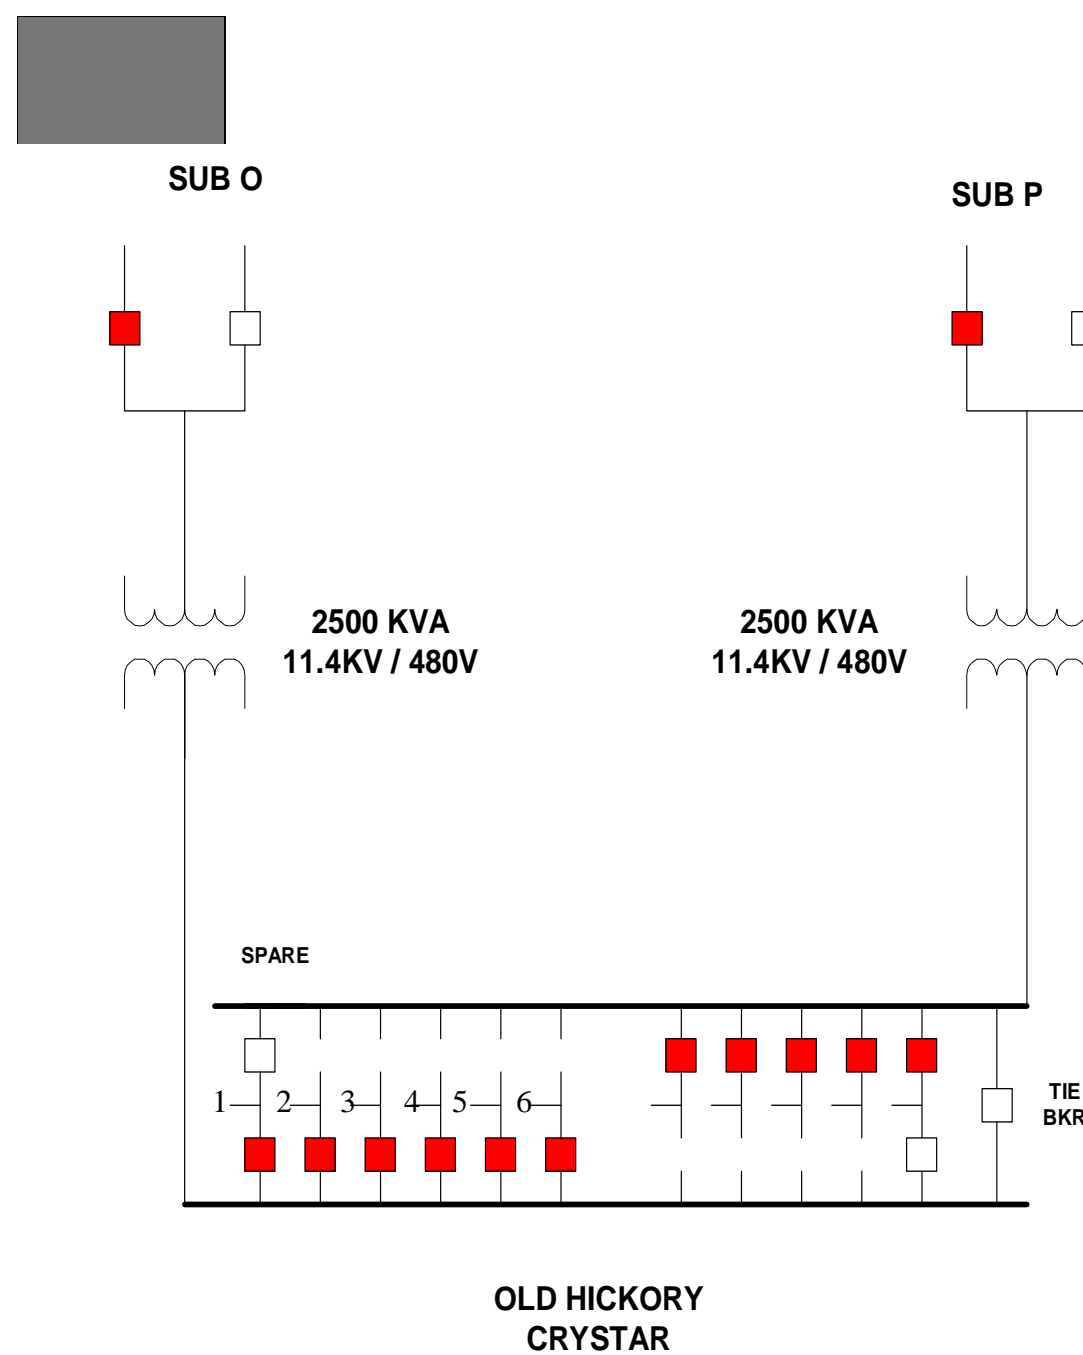 SUB O
SUB P
2500 KVA
11.4KV / 480V
2500 KVA
11.4KV / 480V
SPARE
1 2 3 4 5 6
TIE
BKR
OLD HICKORY
CRYSTAR